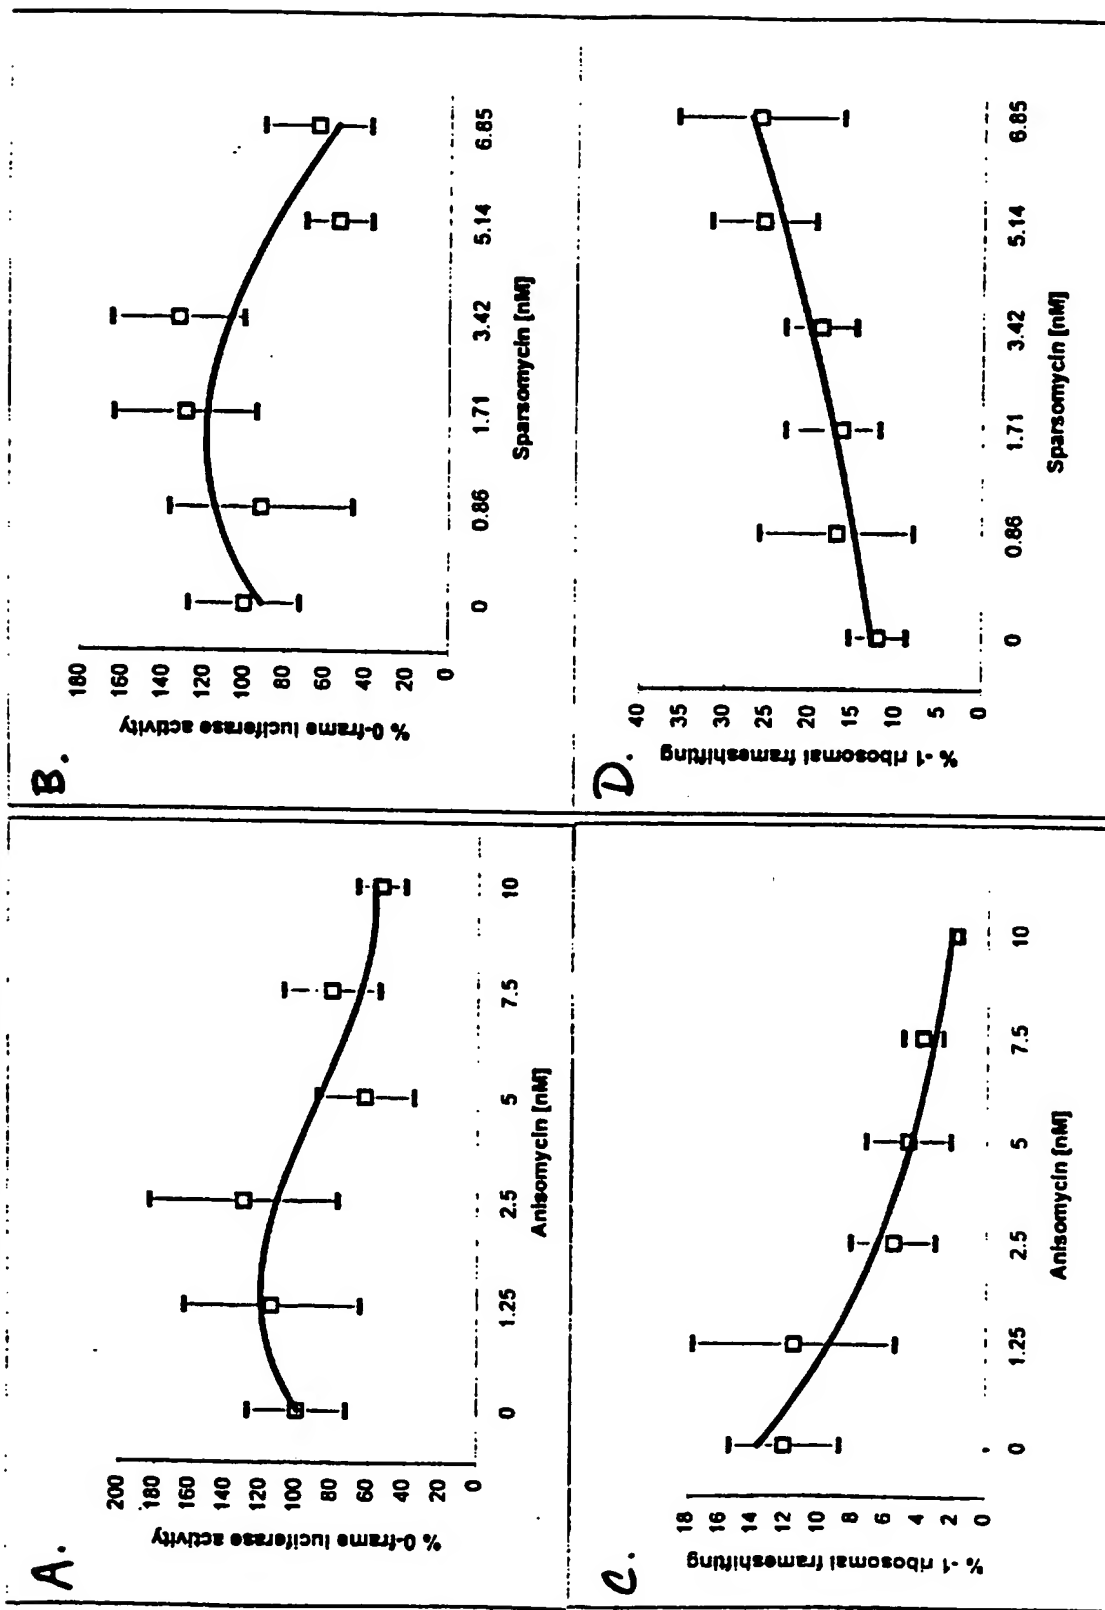 A.
% 0-frame luciferase activity
200
180
160
140
120
100
80
60
40
20
0
0 1.25 2.5 5 7.5 10
Anisomycin [nM]
B.
% 0-frame luciferase activity
180
160
140
120
100
80
60
40
20
0
0 0.86 1.71 3.42 5.14 6.85
Sparsomycin [nM]
C.
% -1 ribosomal frameshifting
18
16
14
12
10
8
6
4
2
0
0 1.25 2.5 5 7.5 10
Anisomycin [nM]
D.
% -1 ribosomal frameshifting
40
35
30
25
20
15
10
5
0
0 0.86 1.71 3.42 5.14 6.85
Sparsomycin [nM]